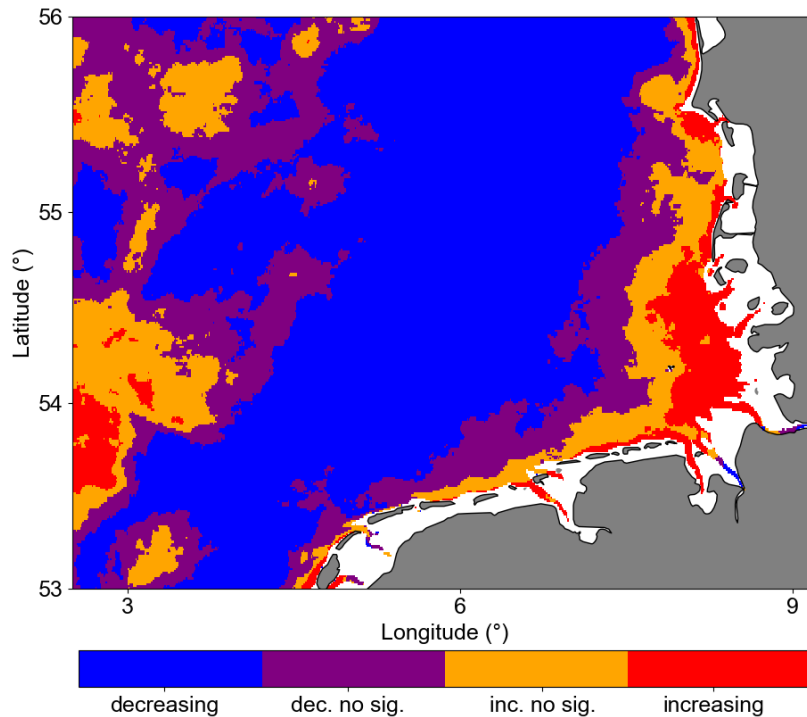 56
55
54
53
Latitude (°)
3
6
9
Longitude (°)
decreasing
dec. no sig.
inc. no sig.
increasing